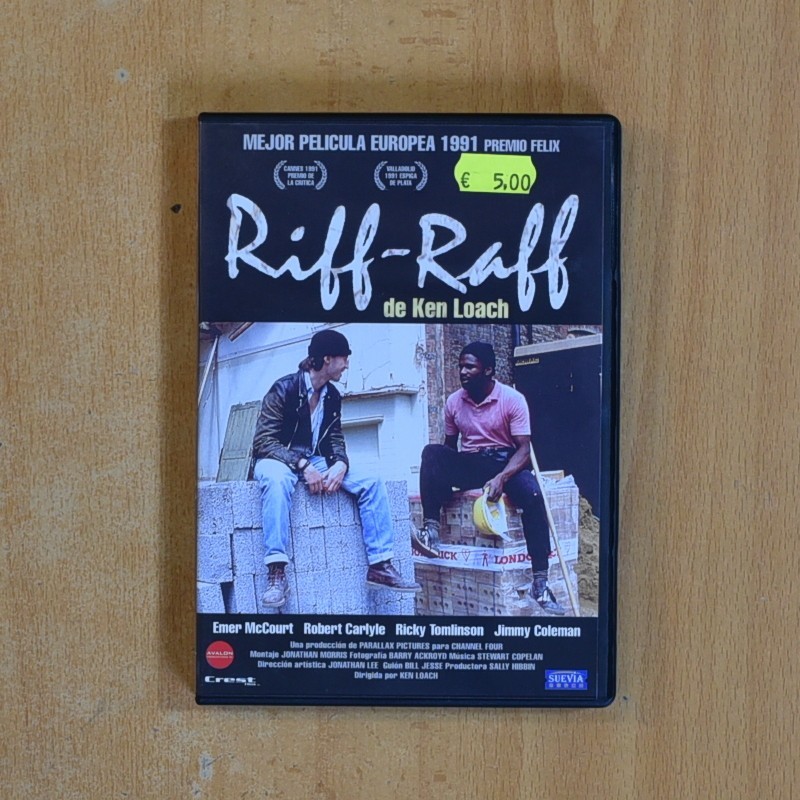 MEJOR PELICULA EUROPEA 1991 PREMIO FELIX
CANNES 1991
PREMIO DE
LA CRITICA
VALLADOLID
1991 ESPIGA
DE PLATA
€ 5,00
Riff-Raff
de Ken Loach
LONDO
Emer McCourt Robert Carlyle Ricky Tomlinson Jimmy Coleman
Una producción de PARALLAX PICTURES para CHANNEL FOUR
Montaje JONATHAN MORRIS Fotografía BARRY ACKROYD Música STEWART COPELAN
Dirección artística JONATHAN LEE Guión BILL JESSE Productora SALLY HIBBIN
Dirigida por KEN LOACH
AVALON
Crest
SUEVIA